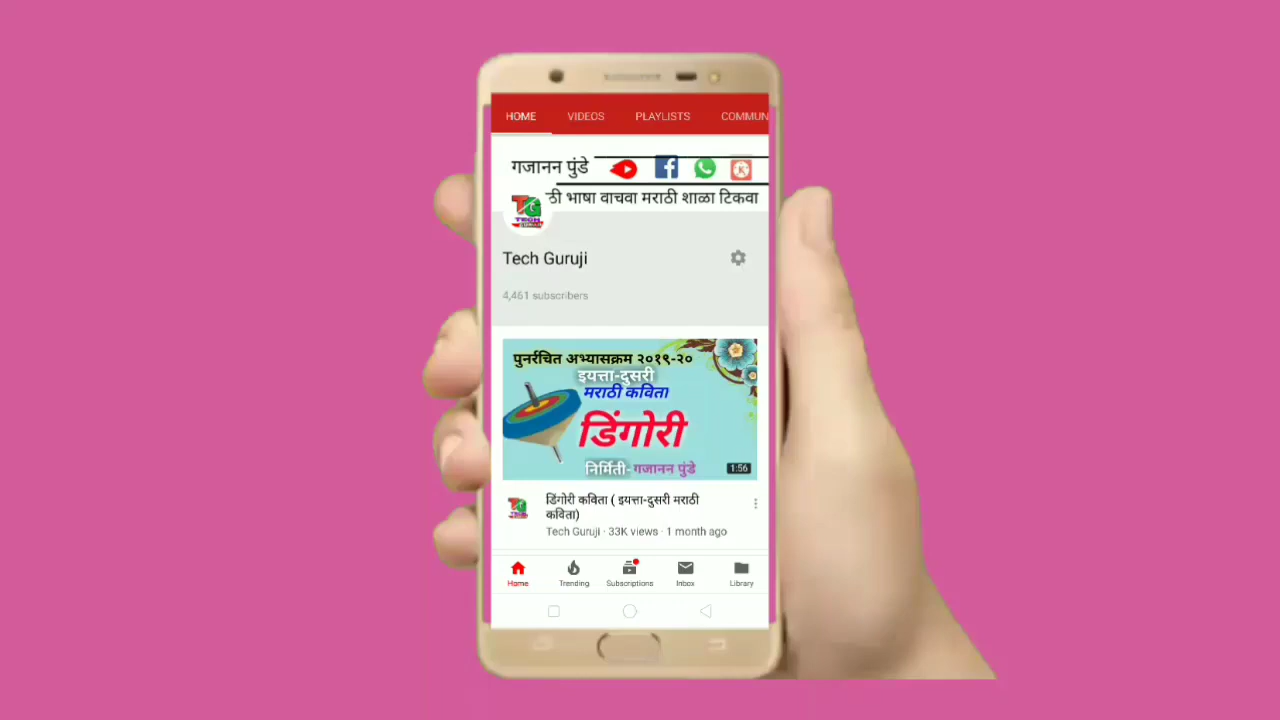 HOME VIDEOS PLAYLISTS COMMUN
गजानन पुंडे
ठी भाषा वाचवा मराठी शाळा टिकवा
TG
TECH
Tech Guruji
4,461 subscribers
पुनर्रचित अभ्यासक्रम २०१९-२०
इयत्ता-दुसरी
मराठी कविता
डिंगोरी
निर्मिती- गजानन पुंडे
1:56
डिंगोरी कविता ( इयत्ता-दुसरी मराठी
कविता)
Tech Guruji · 33K views · 1 month ago
Home Trending Subscriptions Inbox Library